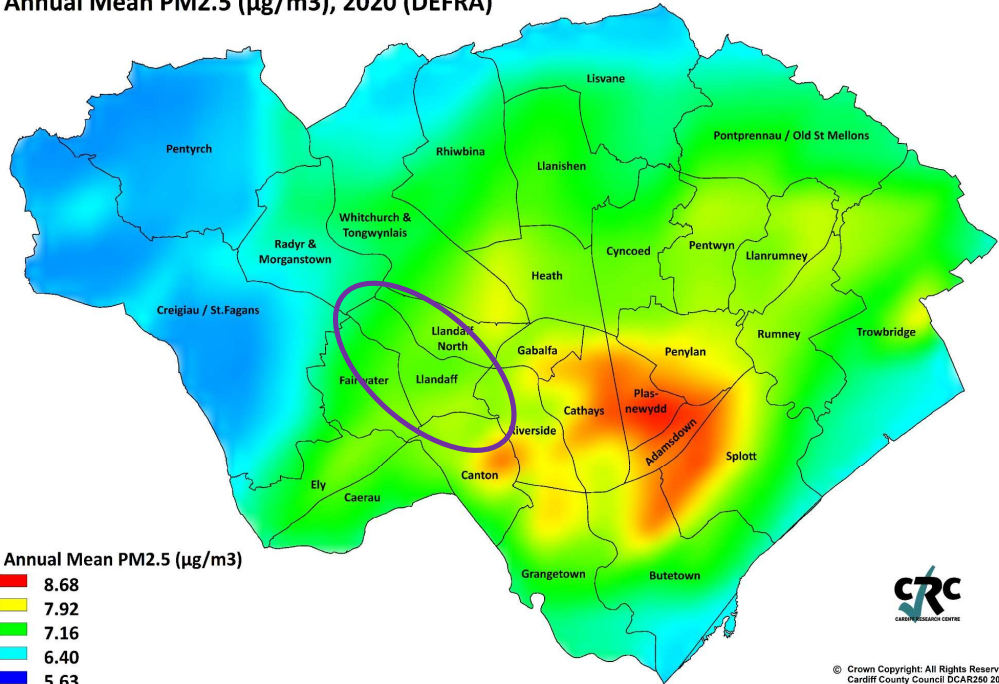 Annual Mean PM2.5 (µg/m3), 2020 (DEFRA)
Lisvane
Pontprennau / Old St Mellons
Pentyrch
Rhiwbina
Llanishen
Whitchurch &
Tongwynlais
Radyr &
Morganstown
Cyncoed
Pentwyn
Llanrumney
Heath
Creigiau / St.Fagans
Llandaff
North
Rumney
Trowbridge
Gabalfa
Penylan
Fairwater
Llandaff
Plas-
newydd
Cathays
Riverside
Adamsdown
Splott
Canton
Ely
Caerau
Grangetown
Butetown
Annual Mean PM2.5 (µg/m3)
8.68
7.92
7.16
6.40
5.63
CRC
CARDIFF RESEARCH CENTRE
© Crown Copyright: All Rights Reserv
Cardiff County Council DCAR250 20